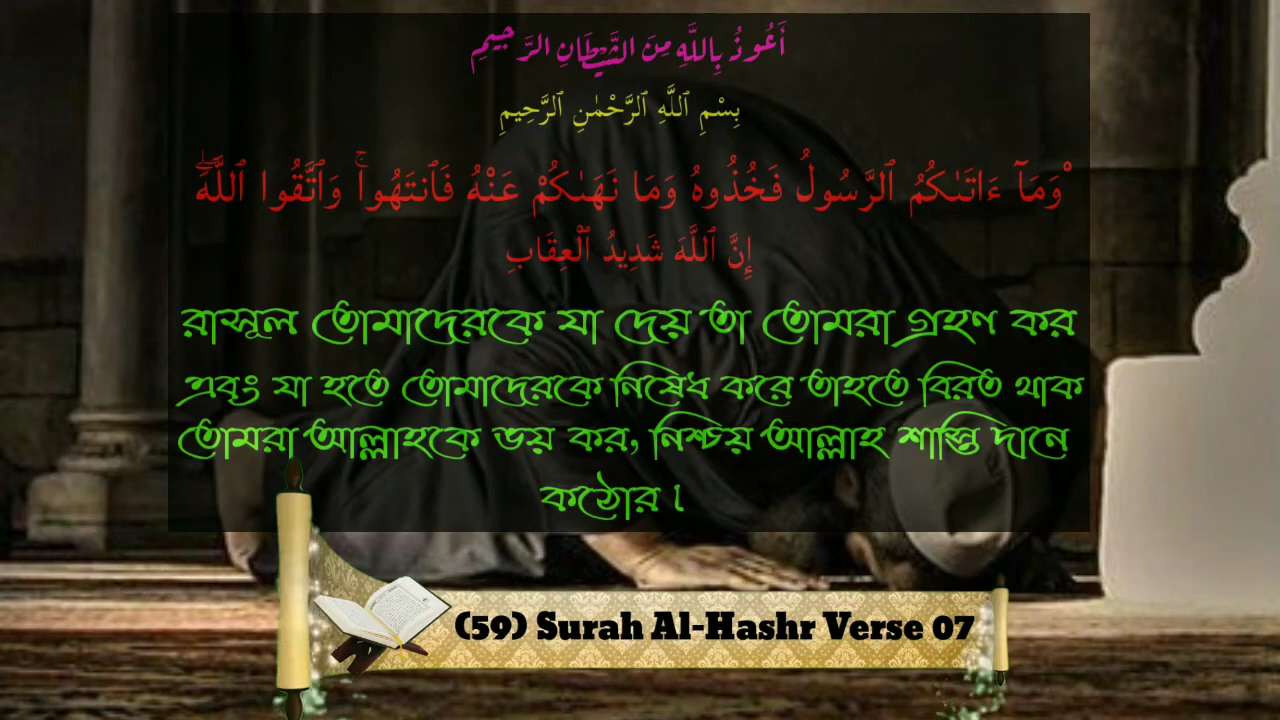 أَعُوذُ بِاللَّهِ مِنَ الشَّيْطَانِ الرَّجِيمِ
بِسْمِ ٱللَّهِ ٱلرَّحْمَٰنِ ٱلرَّحِيمِ
ْوَمَآ ءَاتَىٰكُمُ ٱلرَّسُولُ فَخُذُوهُ وَمَا نَهَىٰكُمْ عَنْهُ فَٱنتَهُوا۟ ۚ وَٱتَّقُوا ٱللَّهَ ۖ
إِنَّ ٱللَّهَ شَدِيدُ ٱلْعِقَابِ
রাসূল তোমাদেরকে যা দেয় তা তোমরা গ্রহণ কর
এবং যা হতে তোমাদেরকে নিষেধ করে তাহতে বিরত থাক
তোমরা আল্লাহকে ভয় কর, নিশ্চয় আল্লাহ শাস্তি দানে
কঠোর।
(59) Surah Al-Hashr Verse 07